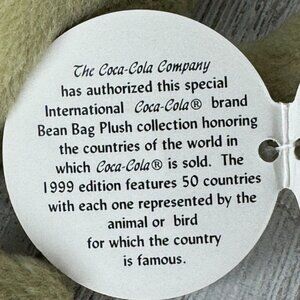 The Coca-Cola Company
has authorized this special
International Coca-Cola® brand
Bean Bag Plush collection honoring
the countries of the world in
which Coca-Cola® is sold. The
1999 edition features 50 countries
with each one represented by the
animal or bird
for which the country
is famous.